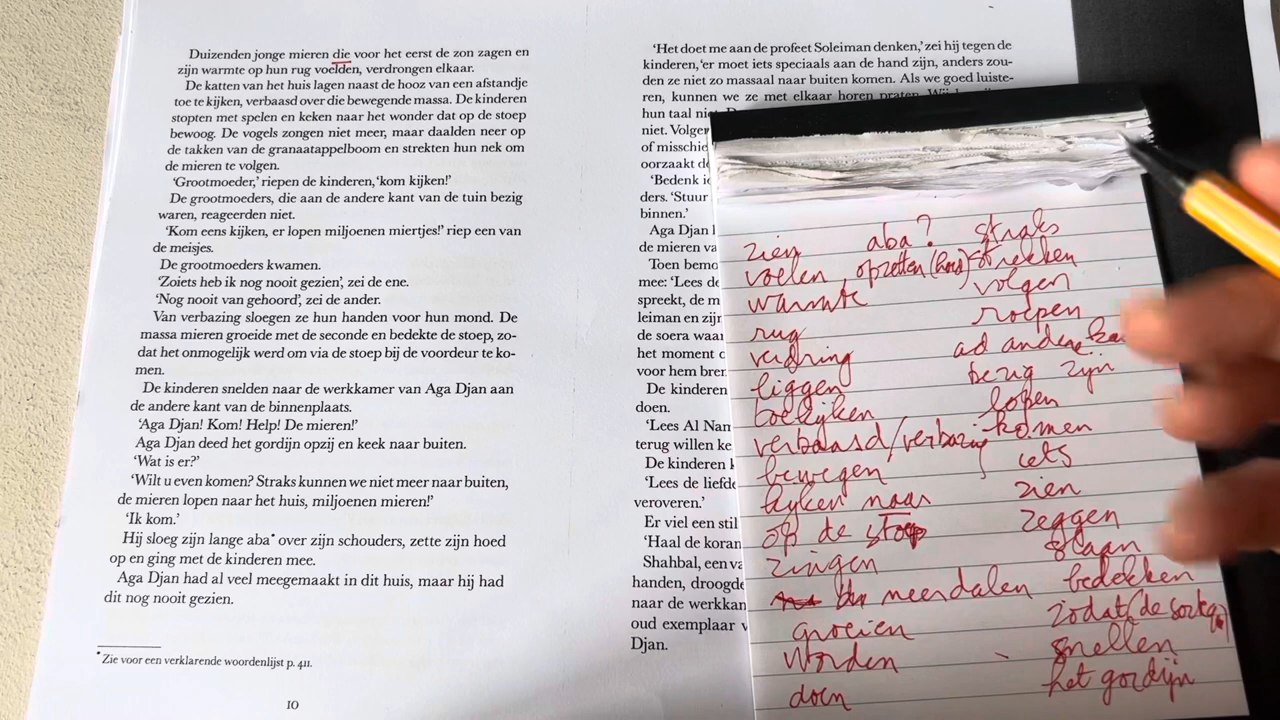 Duizenden jonge mieren die voor het eerst de zon zagen en
zijn warmte op hun rug voelden, verdrongen elkaar.
De katten van het huis lagen naast de hooz van een afstandje
toe te kijken, verbaasd over die bewegende massa. De kinderen
stopten met spelen en keken naar het wonder dat op de stoep
bewoog. De vogels zongen niet meer, maar daalden neer op
de takken van de granaatappelboom en strekten hun nek om
de mieren te volgen.
‘Grootmoeder,’ riepen de kinderen, ‘kom kijken!’
De grootmoeders, die aan de andere kant van de tuin bezig
waren, reageerden niet.
‘Kom eens kijken, er lopen miljoenen miertjes!’ riep een van
de meisjes.
De grootmoeders kwamen.
‘Zoiets heb ik nog nooit gezien’, zei de ene.
‘Nog nooit van gehoord’, zei de ander.
Van verbazing sloegen ze hun handen voor hun mond. De
massa mieren groeide met de seconde en bedekte de stoep, zo-
dat het onmogelijk werd om via de stoep bij de voordeur te ko-
men.
De kinderen snelden naar de werkkamer van Aga Djan aan
de andere kant van de binnenplaats.
‘Aga Djan! Kom! Help! De mieren!’
Aga Djan deed het gordijn opzij en keek naar buiten.
‘Wat is er?’
‘Wilt u even komen? Straks kunnen we niet meer naar buiten,
de mieren lopen naar het huis, miljoenen mieren!’
‘Ik kom.’
Hij sloeg zijn lange aba* over zijn schouders, zette zijn hoed
op en ging met de kinderen mee.
Aga Djan had al veel meegemaakt in dit huis, maar hij had
dit nog nooit gezien.
* Zie voor een verklarende woordenlijst p. 411.
10
‘Het doet me aan de profeet Soleiman denken,’ zei hij tegen de
kinderen, ‘er moet iets speciaals aan de hand zijn, anders zou-
den ze niet zo massaal naar buiten komen. Als we goed luiste-
ren, kunnen we ze met elkaar horen praten.
hun taal
niet. Volger
of misschie
oorzaakt de
‘Bedenk
ders. ‘Stuur
binnen.’
Aga Djan
de mieren va
Toen bemo
mee: ‘Lees de
spreekt, de m
leiman en zijn
de soera waar
het moment
voor hem bren
De kinderen
doen.
‘Lees Al Nam
terug willen ke
De kinderen
‘Lees de liefde
veroveren.’
Er viel een stil
‘Haal de koran
Shahbal, een va
handen, droogde
naar de werkkan
oud exemplaar
Djan.
zien
voelen
warmte
rug
verdring
liggen
toekijken
verbaasd/verbazing
bewegen
kijken naar
op de stoep
zingen
neerdalen
groeien
worden
doen
aba?
opzetten
straks
strekken
volgen
roepen
andere
bezig zijn
lopen
komen
iets
zien
zeggen
slaan
bedekken
zodat
snellen
het gordijn